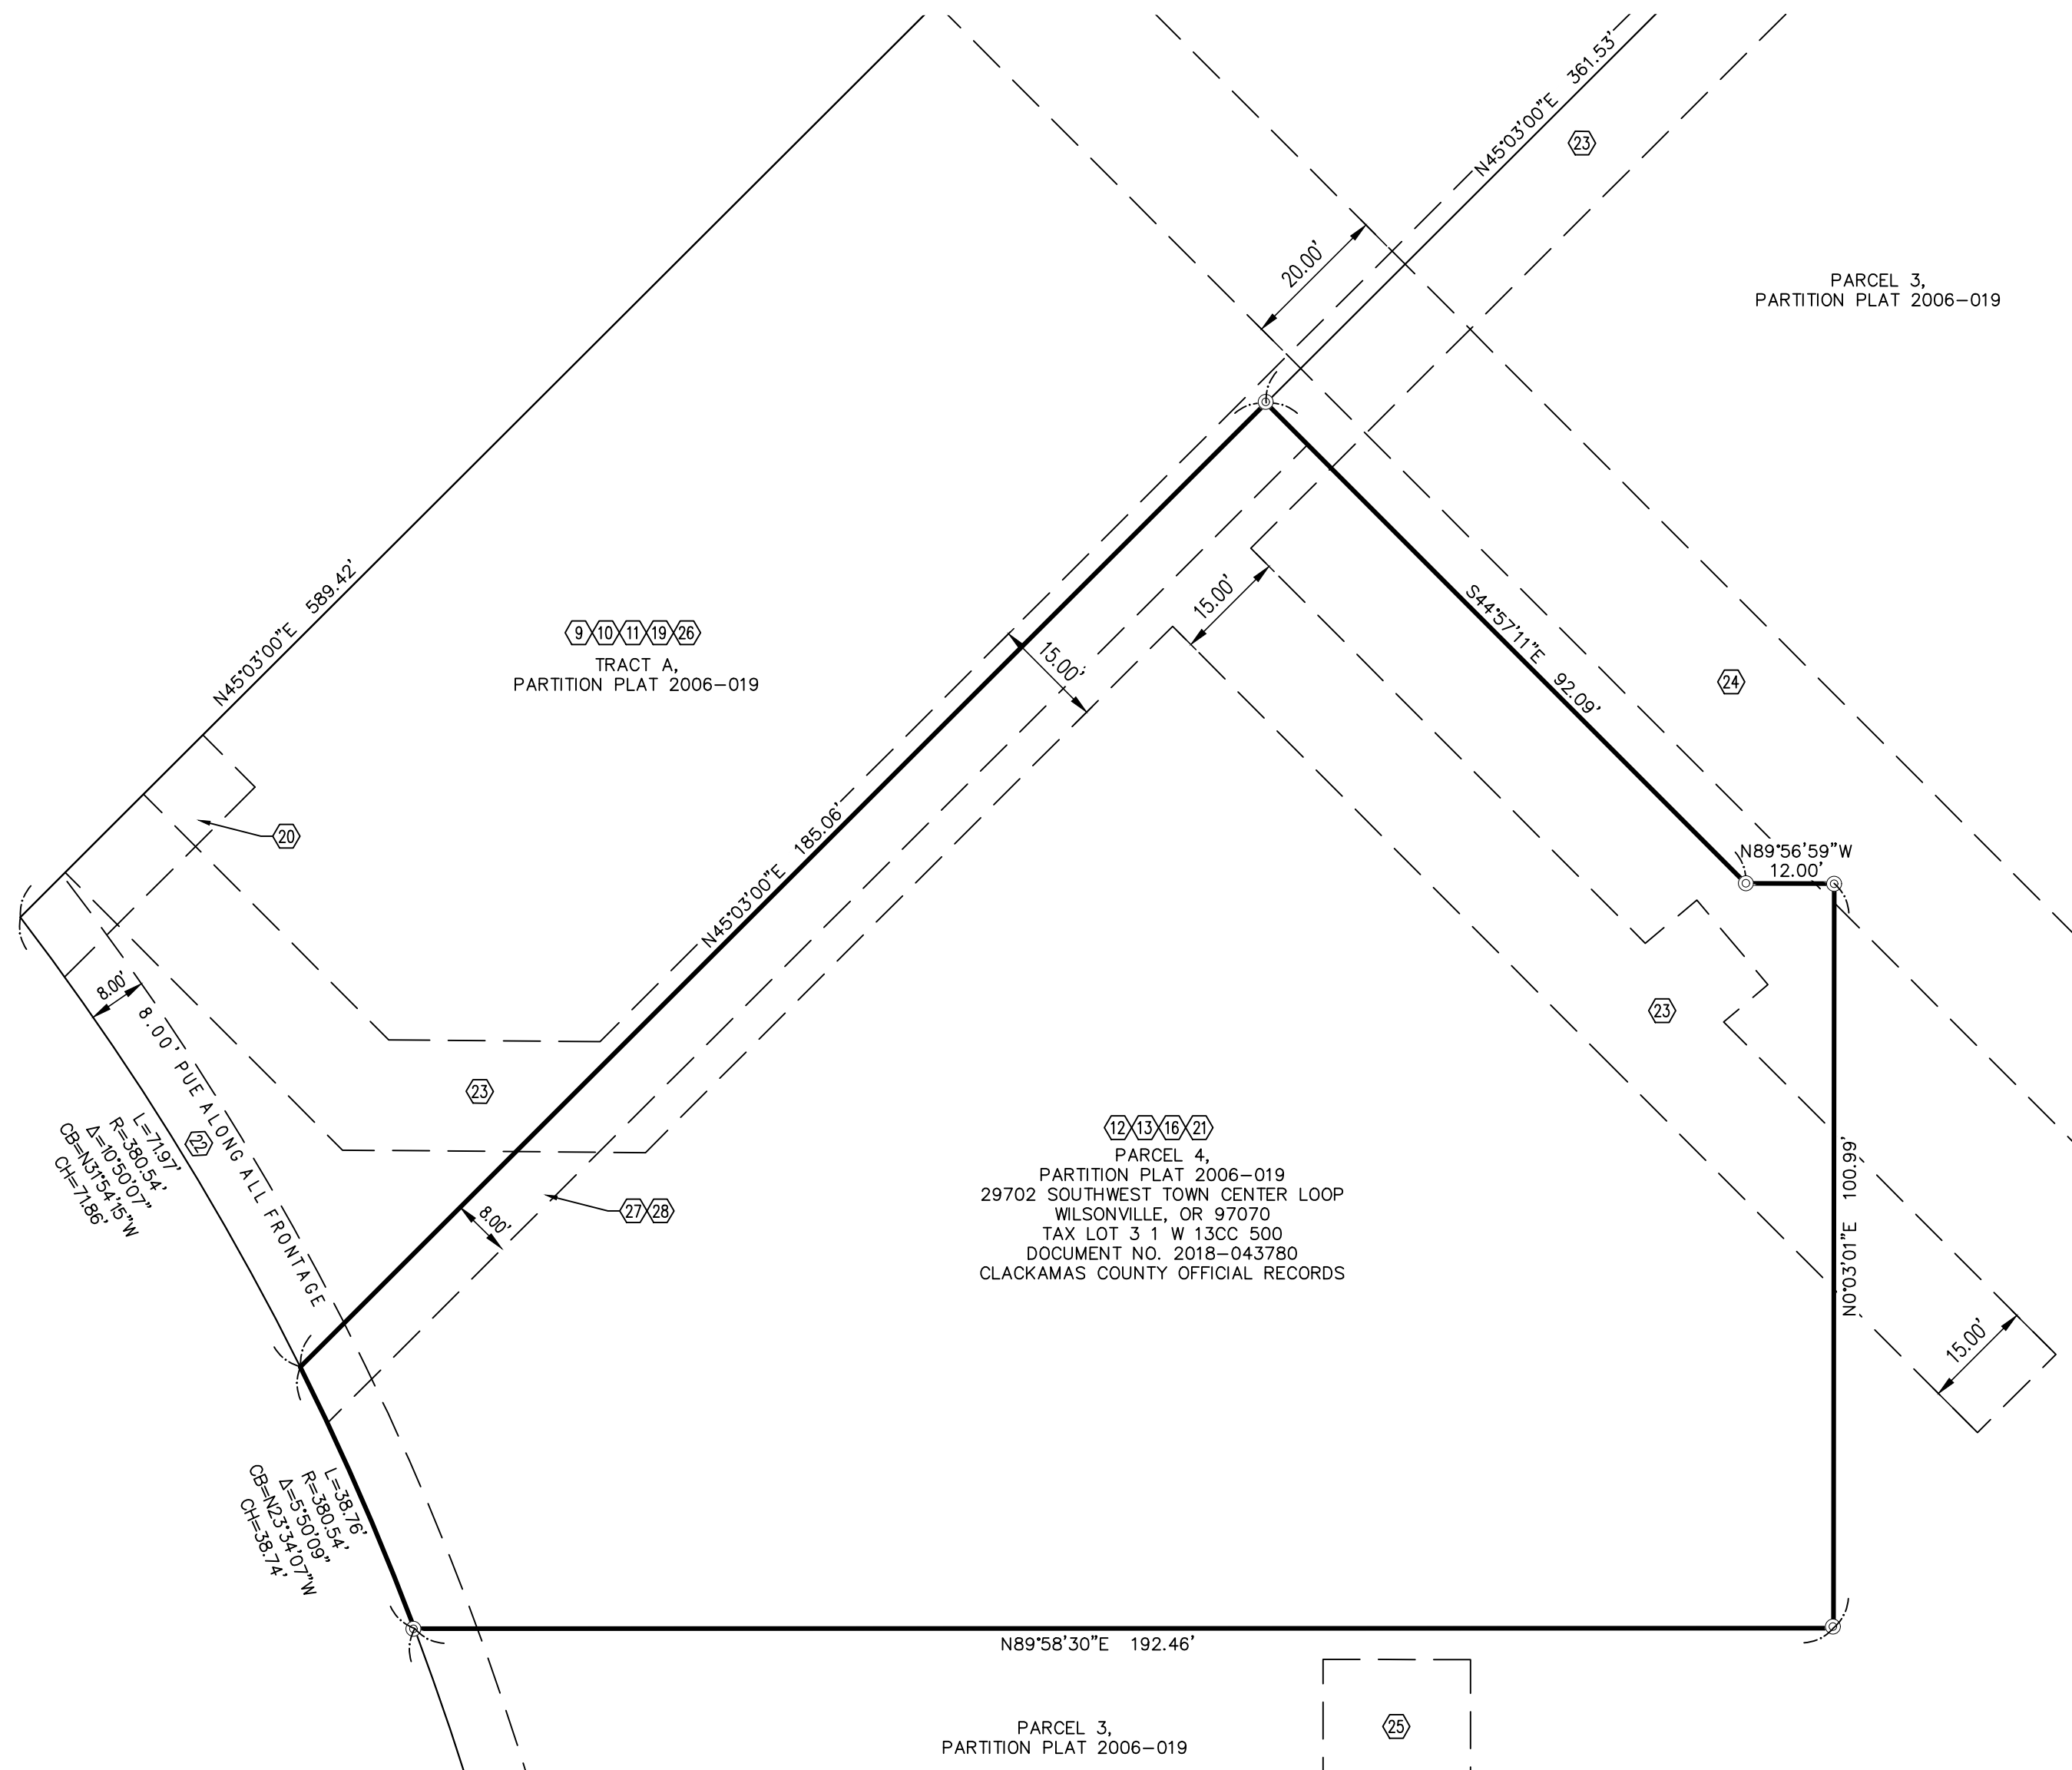 N45°03'00"E 361.53'
23
20.00'
PARCEL 3,
PARTITION PLAT 2006-019
N45°03'00"E 589.42'
9 10 11 19 26
TRACT A,
PARTITION PLAT 2006-019
15.00'
15.00'
S44°57'11"E 92.09'
24
20
N45°03'00"E 185.06'
N89°56'59"W
12.00'
8.00'
8.00' PUE ALONG ALL FRONTAGE
23
23
22
L=71.97'
R=380.54'
Δ=10°50'07"
CB=N31°54'15"W
CH=71.86'
27 28
8.00'
12 13 16 21
PARCEL 4,
PARTITION PLAT 2006-019
29702 SOUTHWEST TOWN CENTER LOOP
WILSONVILLE, OR 97070
TAX LOT 3 1 W 13CC 500
DOCUMENT NO. 2018-043780
CLACKAMAS COUNTY OFFICIAL RECORDS
N0°03'01"E 100.99'
15.00'
L=38.76'
R=380.54'
Δ=5°50'09"
CB=N23°34'07"W
CH=38.74'
N89°58'30"E 192.46'
PARCEL 3,
PARTITION PLAT 2006-019
25